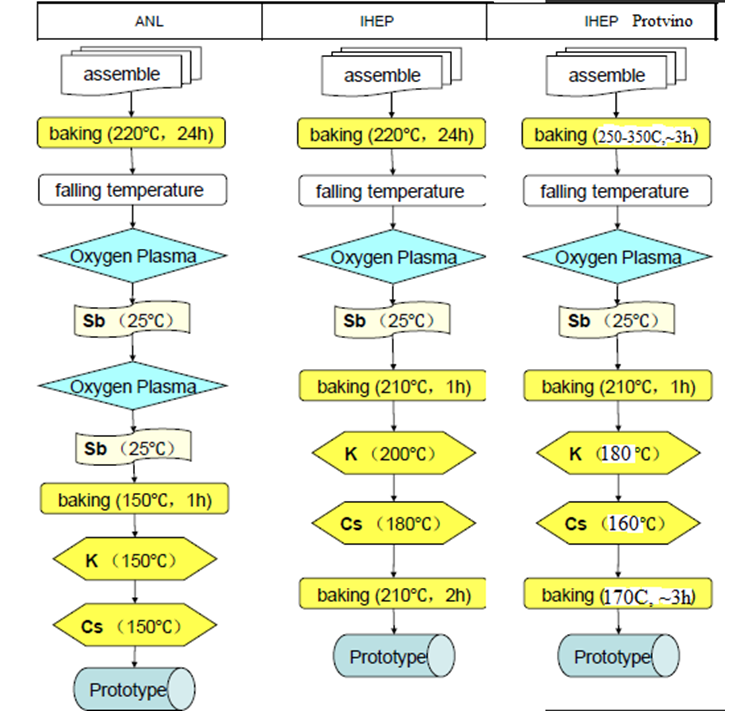 ANL
IHEP
IHEP Protvino
assemble
baking (220℃，24h)
falling temperature
Oxygen Plasma
Sb （25℃）
Oxygen Plasma
Sb （25℃）
baking (150℃，1h)
K （150℃）
Cs （150℃）
Prototype
assemble
baking (220℃，24h)
falling temperature
Oxygen Plasma
Sb （25℃）
baking (210℃，1h)
K （200℃）
Cs （180℃）
baking (210℃，2h)
Prototype
assemble
baking (250-350C,~3h)
falling temperature
Oxygen Plasma
Sb （25℃）
baking (210℃，1h)
K （180 ℃）
Cs （160℃）
baking (170C, ~3h)
Prototype